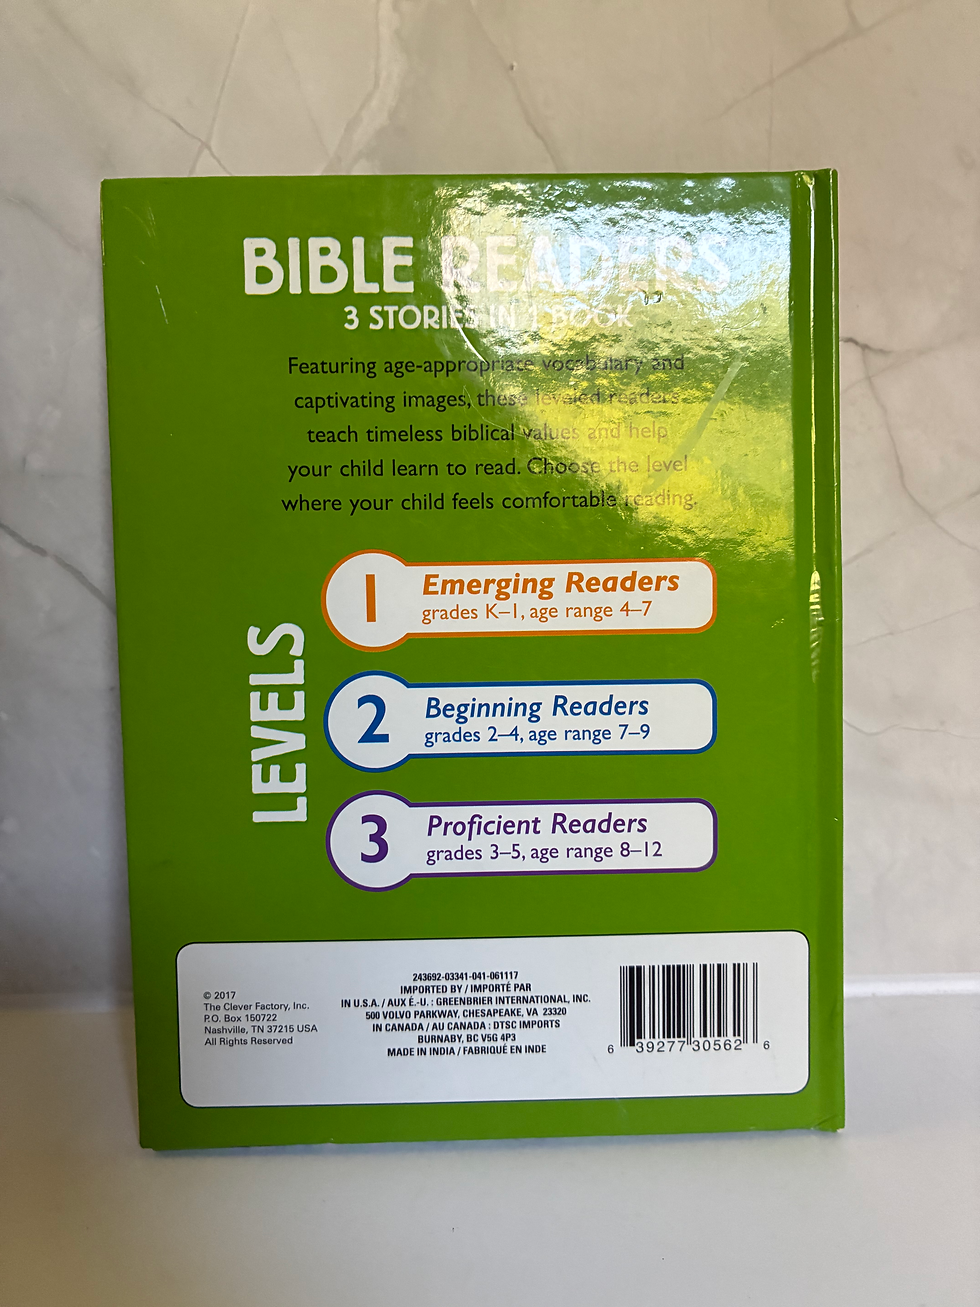 BIBLE READERS
3 STORIES IN 1 BOOK
Featuring age-appropriate vocabulary and
captivating images, these leveled readers
teach timeless biblical values and help
your child learn to read. Choose the level
where your child feels comfortable reading.
LEVELS
1
Emerging Readers
grades K–1, age range 4–7
2
Beginning Readers
grades 2–4, age range 7–9
3
Proficient Readers
grades 3–5, age range 8–12
© 2017
The Clever Factory, Inc.
P.O. Box 150722
Nashville, TN 37215 USA
All Rights Reserved
243692-03341-041-061117
IMPORTED BY / IMPORTÉ PAR
IN U.S.A. / AUX É.-U. : GREENBRIER INTERNATIONAL, INC.
500 VOLVO PARKWAY, CHESAPEAKE, VA 23320
IN CANADA / AU CANADA : DTSC IMPORTS
BURNABY, BC V5G 4P3
MADE IN INDIA / FABRIQUÉ EN INDE
6 39277 30562 6